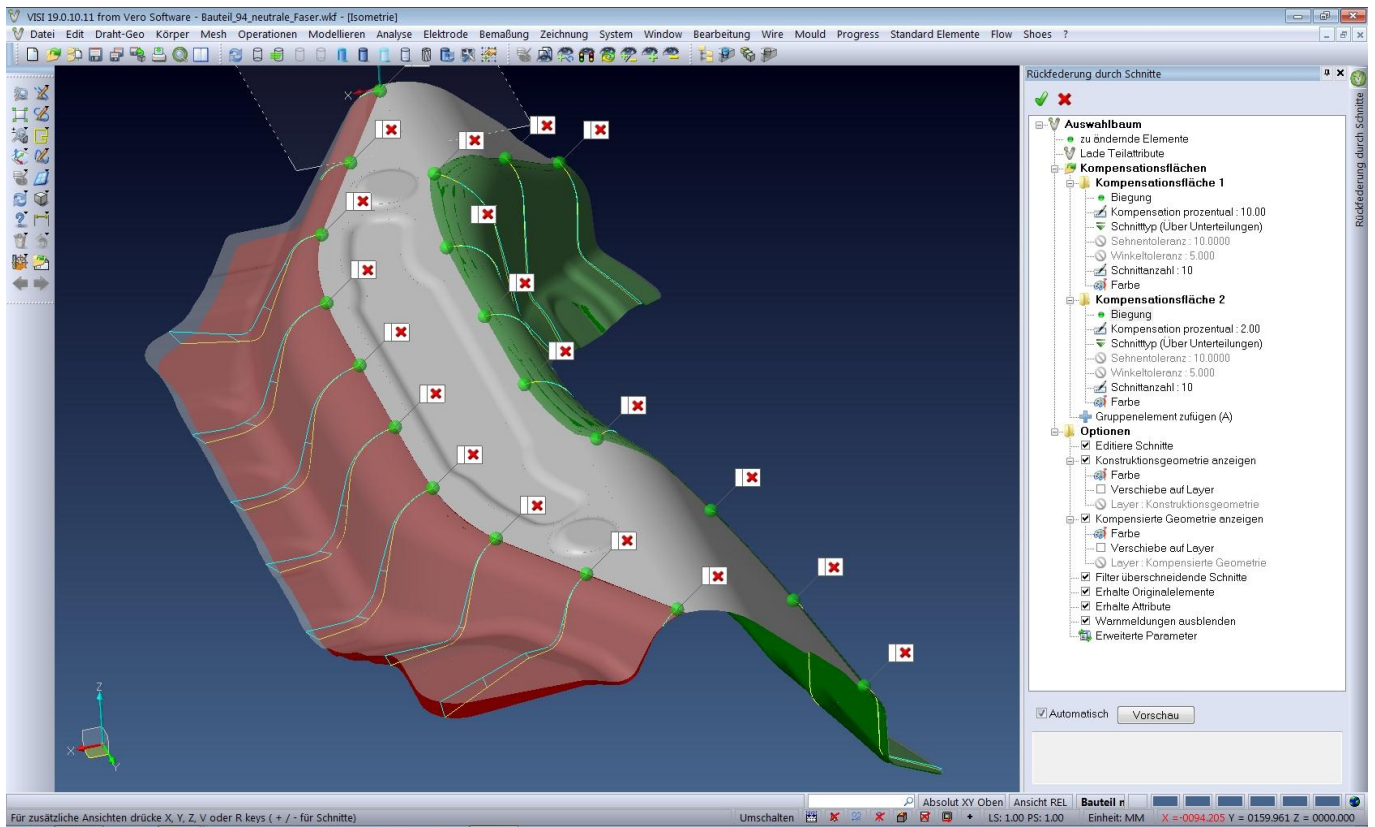 VISI 19.0.10.11 from Vero Software - Bauteil_94_neutrale_Faser.wkf - [Isometrie]
Datei Edit Draht-Geo Körper Mesh Operationen Modellieren Analyse Elektrode Bemaßung Zeichnung System Window Bearbeitung Wire Mould Progress Standard Elemente Flow Shoes ?
Rückfederung durch Schnitte
Rückfederung durch Schnitte
Auswahlbaum
zu ändernde Elemente
Lade Teilattribute
Kompensationsflächen
Kompensationsfläche 1
Biegung
Kompensation prozentual : 10.00
Schnitttyp (Über Unterteilungen)
Sehnentoleranz : 10.0000
Winkeltoleranz : 5.000
Schnittanzahl : 10
Farbe
Kompensationsfläche 2
Biegung
Kompensation prozentual : 2.00
Schnitttyp (Über Unterteilungen)
Sehnentoleranz : 10.0000
Winkeltoleranz : 5.000
Schnittanzahl : 10
Farbe
Gruppenelement zufügen (A)
Optionen
Editiere Schnitte
Konstruktionsgeometrie anzeigen
Farbe
Verschiebe auf Layer
Layer : Konstruktionsgeometrie
Kompensierte Geometrie anzeigen
Farbe
Verschiebe auf Layer
Layer : Kompensierte Geometrie
Filter überschneidende Schnitte
Erhalte Originalelemente
Erhalte Attribute
Warnmeldungen ausblenden
Erweiterte Parameter
Automatisch Vorschau
X
Z
X
Y
Absolut XY Oben Ansicht REL Bauteil n
Für zusätzliche Ansichten drücke X, Y, Z, V oder R keys ( + / - für Schnitte) Umschalten LS: 1.00 PS: 1.00 Einheit: MM X =-0094.205 Y = 0159.961 Z = 0000.000